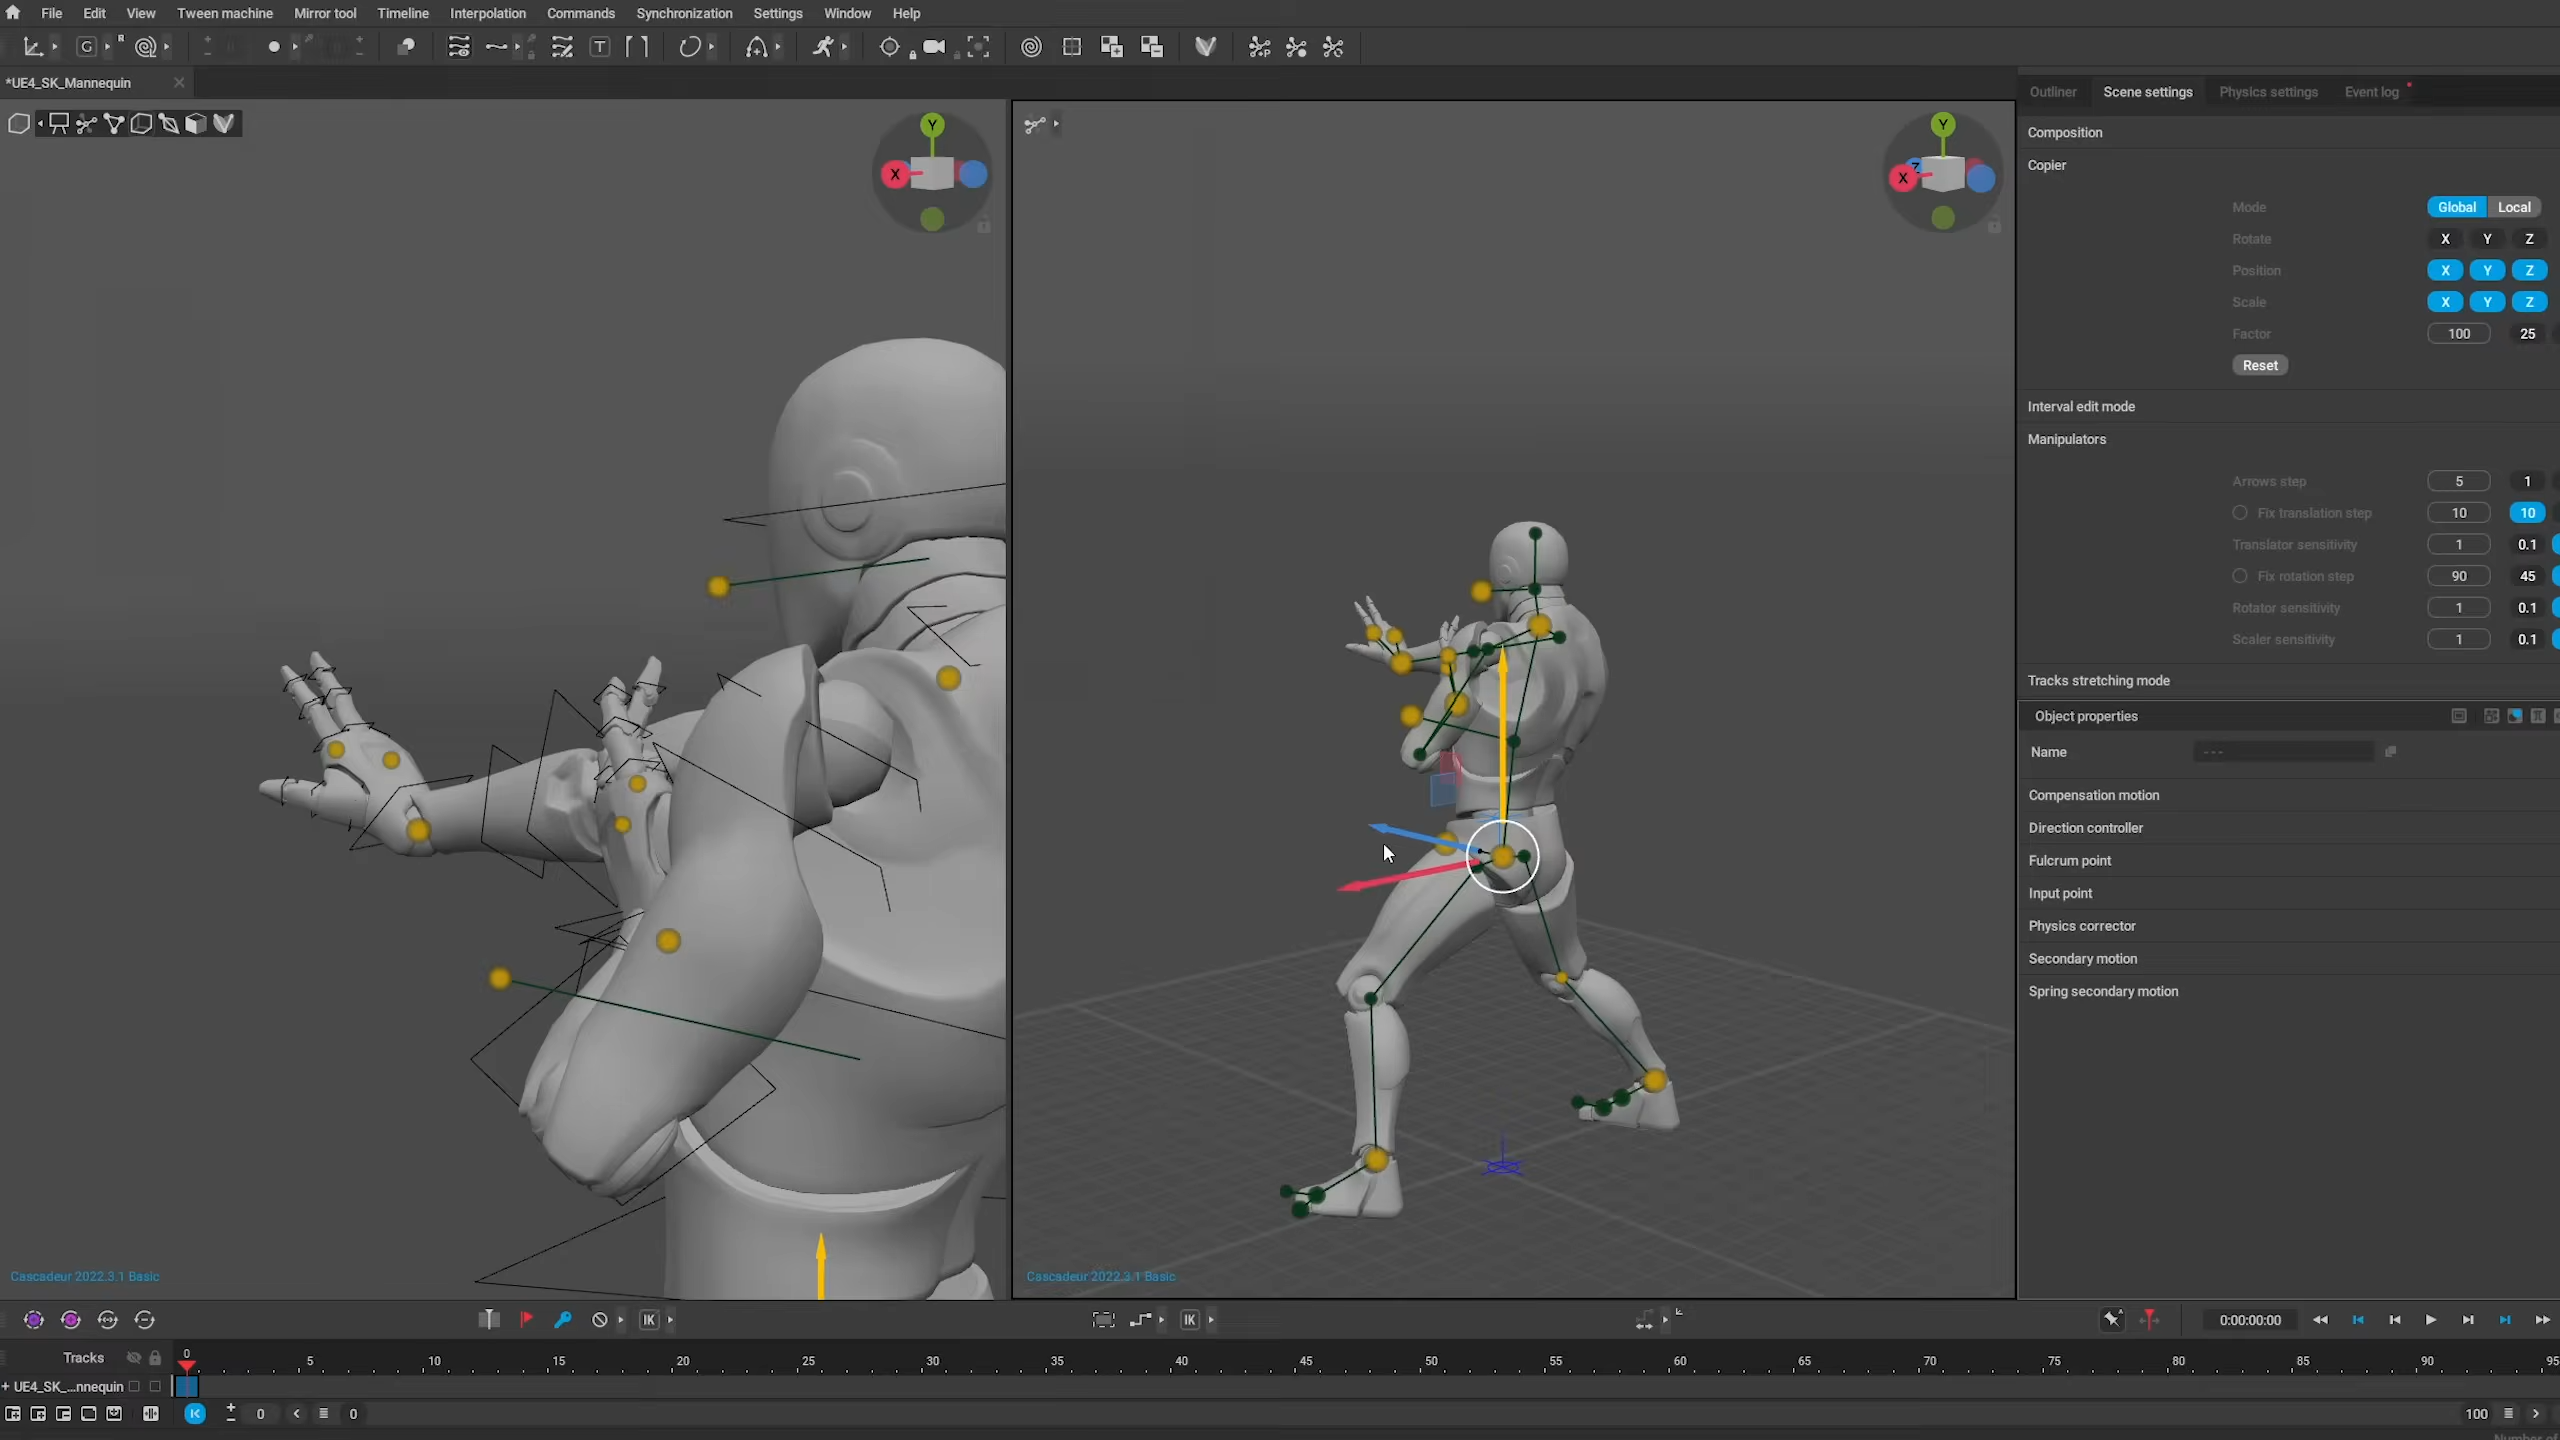 File Edit View Tween machine Mirror tool Timeline Interpolation Commands Synchronization Settings Window Help
G R T
*UE4_SK_Mannequin
Outliner Scene settings Physics settings Event log
Y X
Y Z X
Composition
Copier
Mode Global Local
Rotate X Y Z
Position X Y Z
Scale X Y Z
Factor 100 25
Reset
Interval edit mode
Manipulators
Arrows step 5 1
Fix translation step 10 10
Translator sensitivity 1 0.1
Fix rotation step 90 45
Rotator sensitivity 1 0.1
Scaler sensitivity 1 0.1
Tracks stretching mode
Object properties
Name ---
Compensation motion
Direction controller
Fulcrum point
Input point
Physics corrector
Secondary motion
Spring secondary motion
Cascadeur 2022.3.1 Basic
Cascadeur 2022.3.1 Basic
IK IK 0:00:00:00
Tracks 0 5 10 15 20 25 30 35 40 45 50 55 60 65 70 75 80 85 90 95
+ UE4_SK_...nnequin
0 0 100